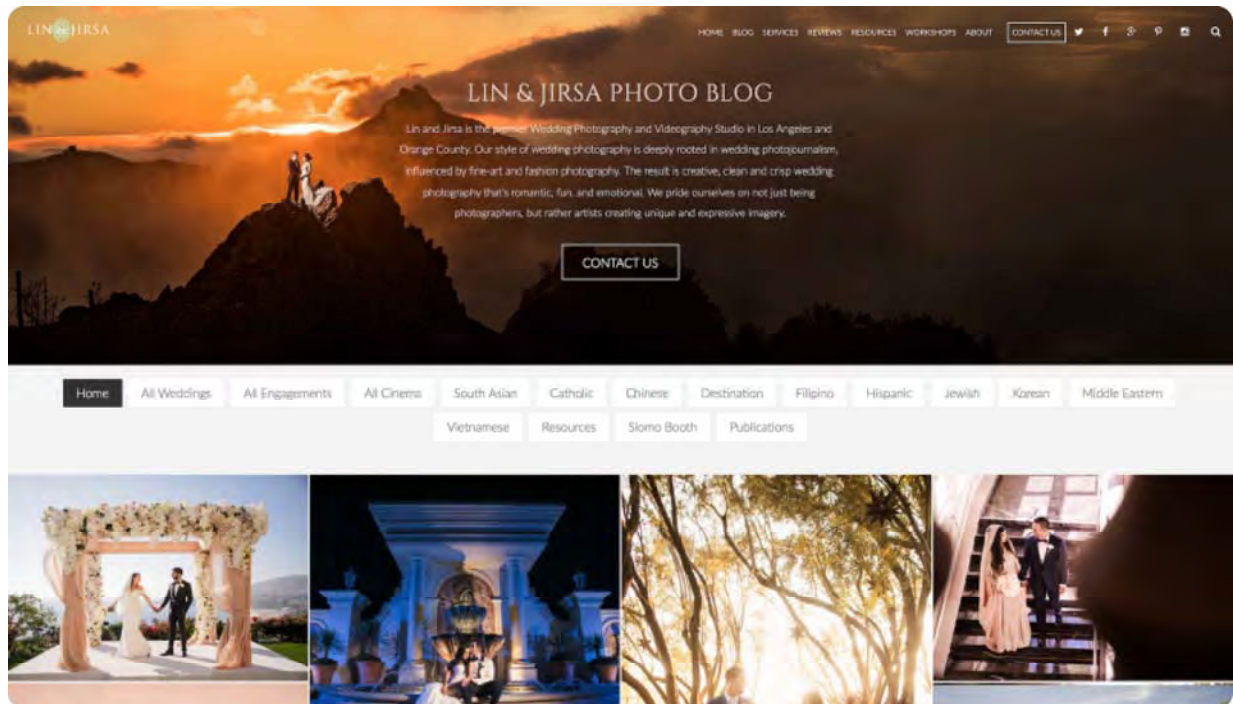 LIN & JIRSA
HOME BLOG SERVICES REVIEWS RESOURCES WORKSHOPS ABOUT CONTACT US
LIN & JIRSA PHOTO BLOG
Lin and Jirsa is the premier Wedding Photography and Videography Studio in Los Angeles and
Orange County. Our style of wedding photography is deeply rooted in wedding photojournalism,
influenced by fine-art and fashion photography. The result is creative, clean and crisp wedding
photography that's romantic, fun, and emotional. We pride ourselves on not just being
photographers, but rather artists creating unique and expressive imagery.
CONTACT US
Home All Weddings All Engagements All Cinema South Asian Catholic Chinese Destination Filipino Hispanic Jewish Korean Middle Eastern
Vietnamese Resources Slomo Booth Publications